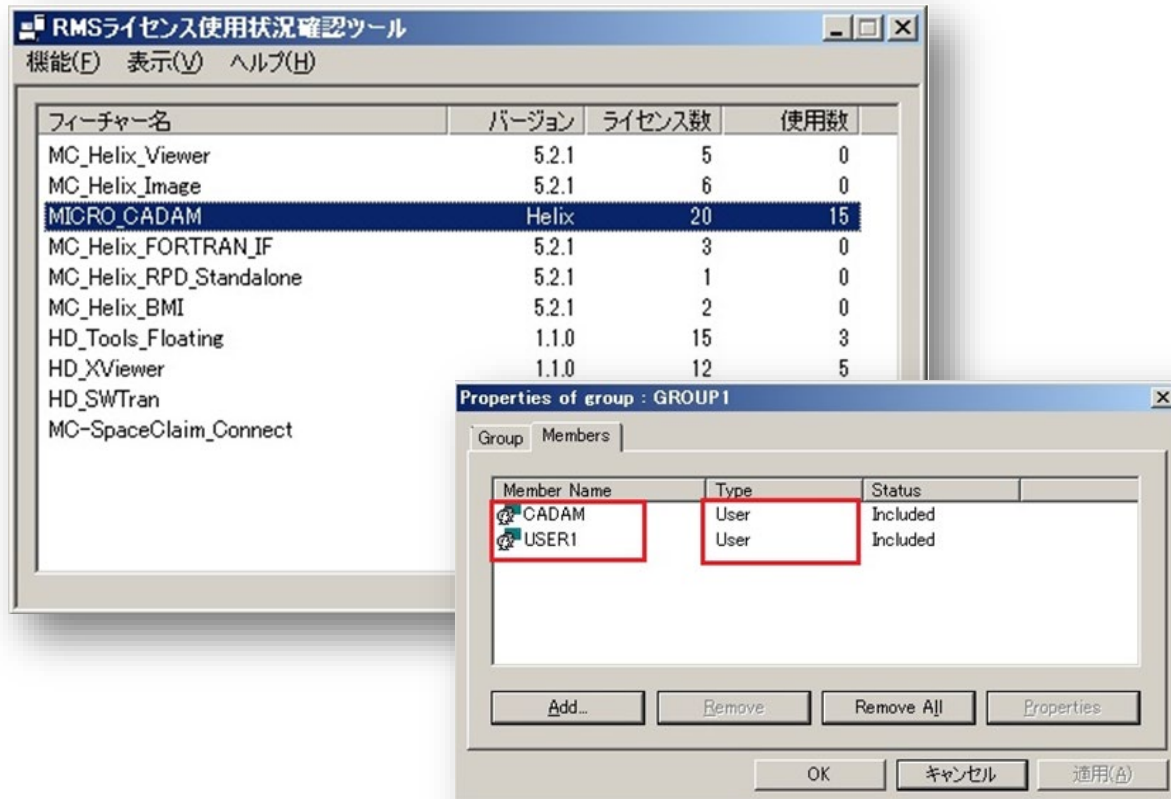 RMSライセンス使用状況確認ツール
機能(F) 表示(V) ヘルプ(H)
フィーチャー名 バージョン ライセンス数 使用数
MC_Helix_Viewer 5.2.1 5 0
MC_Helix_Image 5.2.1 6 0
MICRO_CADAM Helix 20 15
MC_Helix_FORTRAN_IF 5.2.1 3 0
MC_Helix_RPD_Standalone 5.2.1 1 0
MC_Helix_BMI 5.2.1 2 0
HD_Tools_Floating 1.1.0 15 3
HD_XViewer 1.1.0 12 5
HD_SWTran
MC-SpaceClaim_Connect
Properties of group : GROUP1
Group Members
Member Name Type Status
CADAM User Included
USER1 User Included
Add... Remove Remove All Properties
OK キャンセル 適用(A)